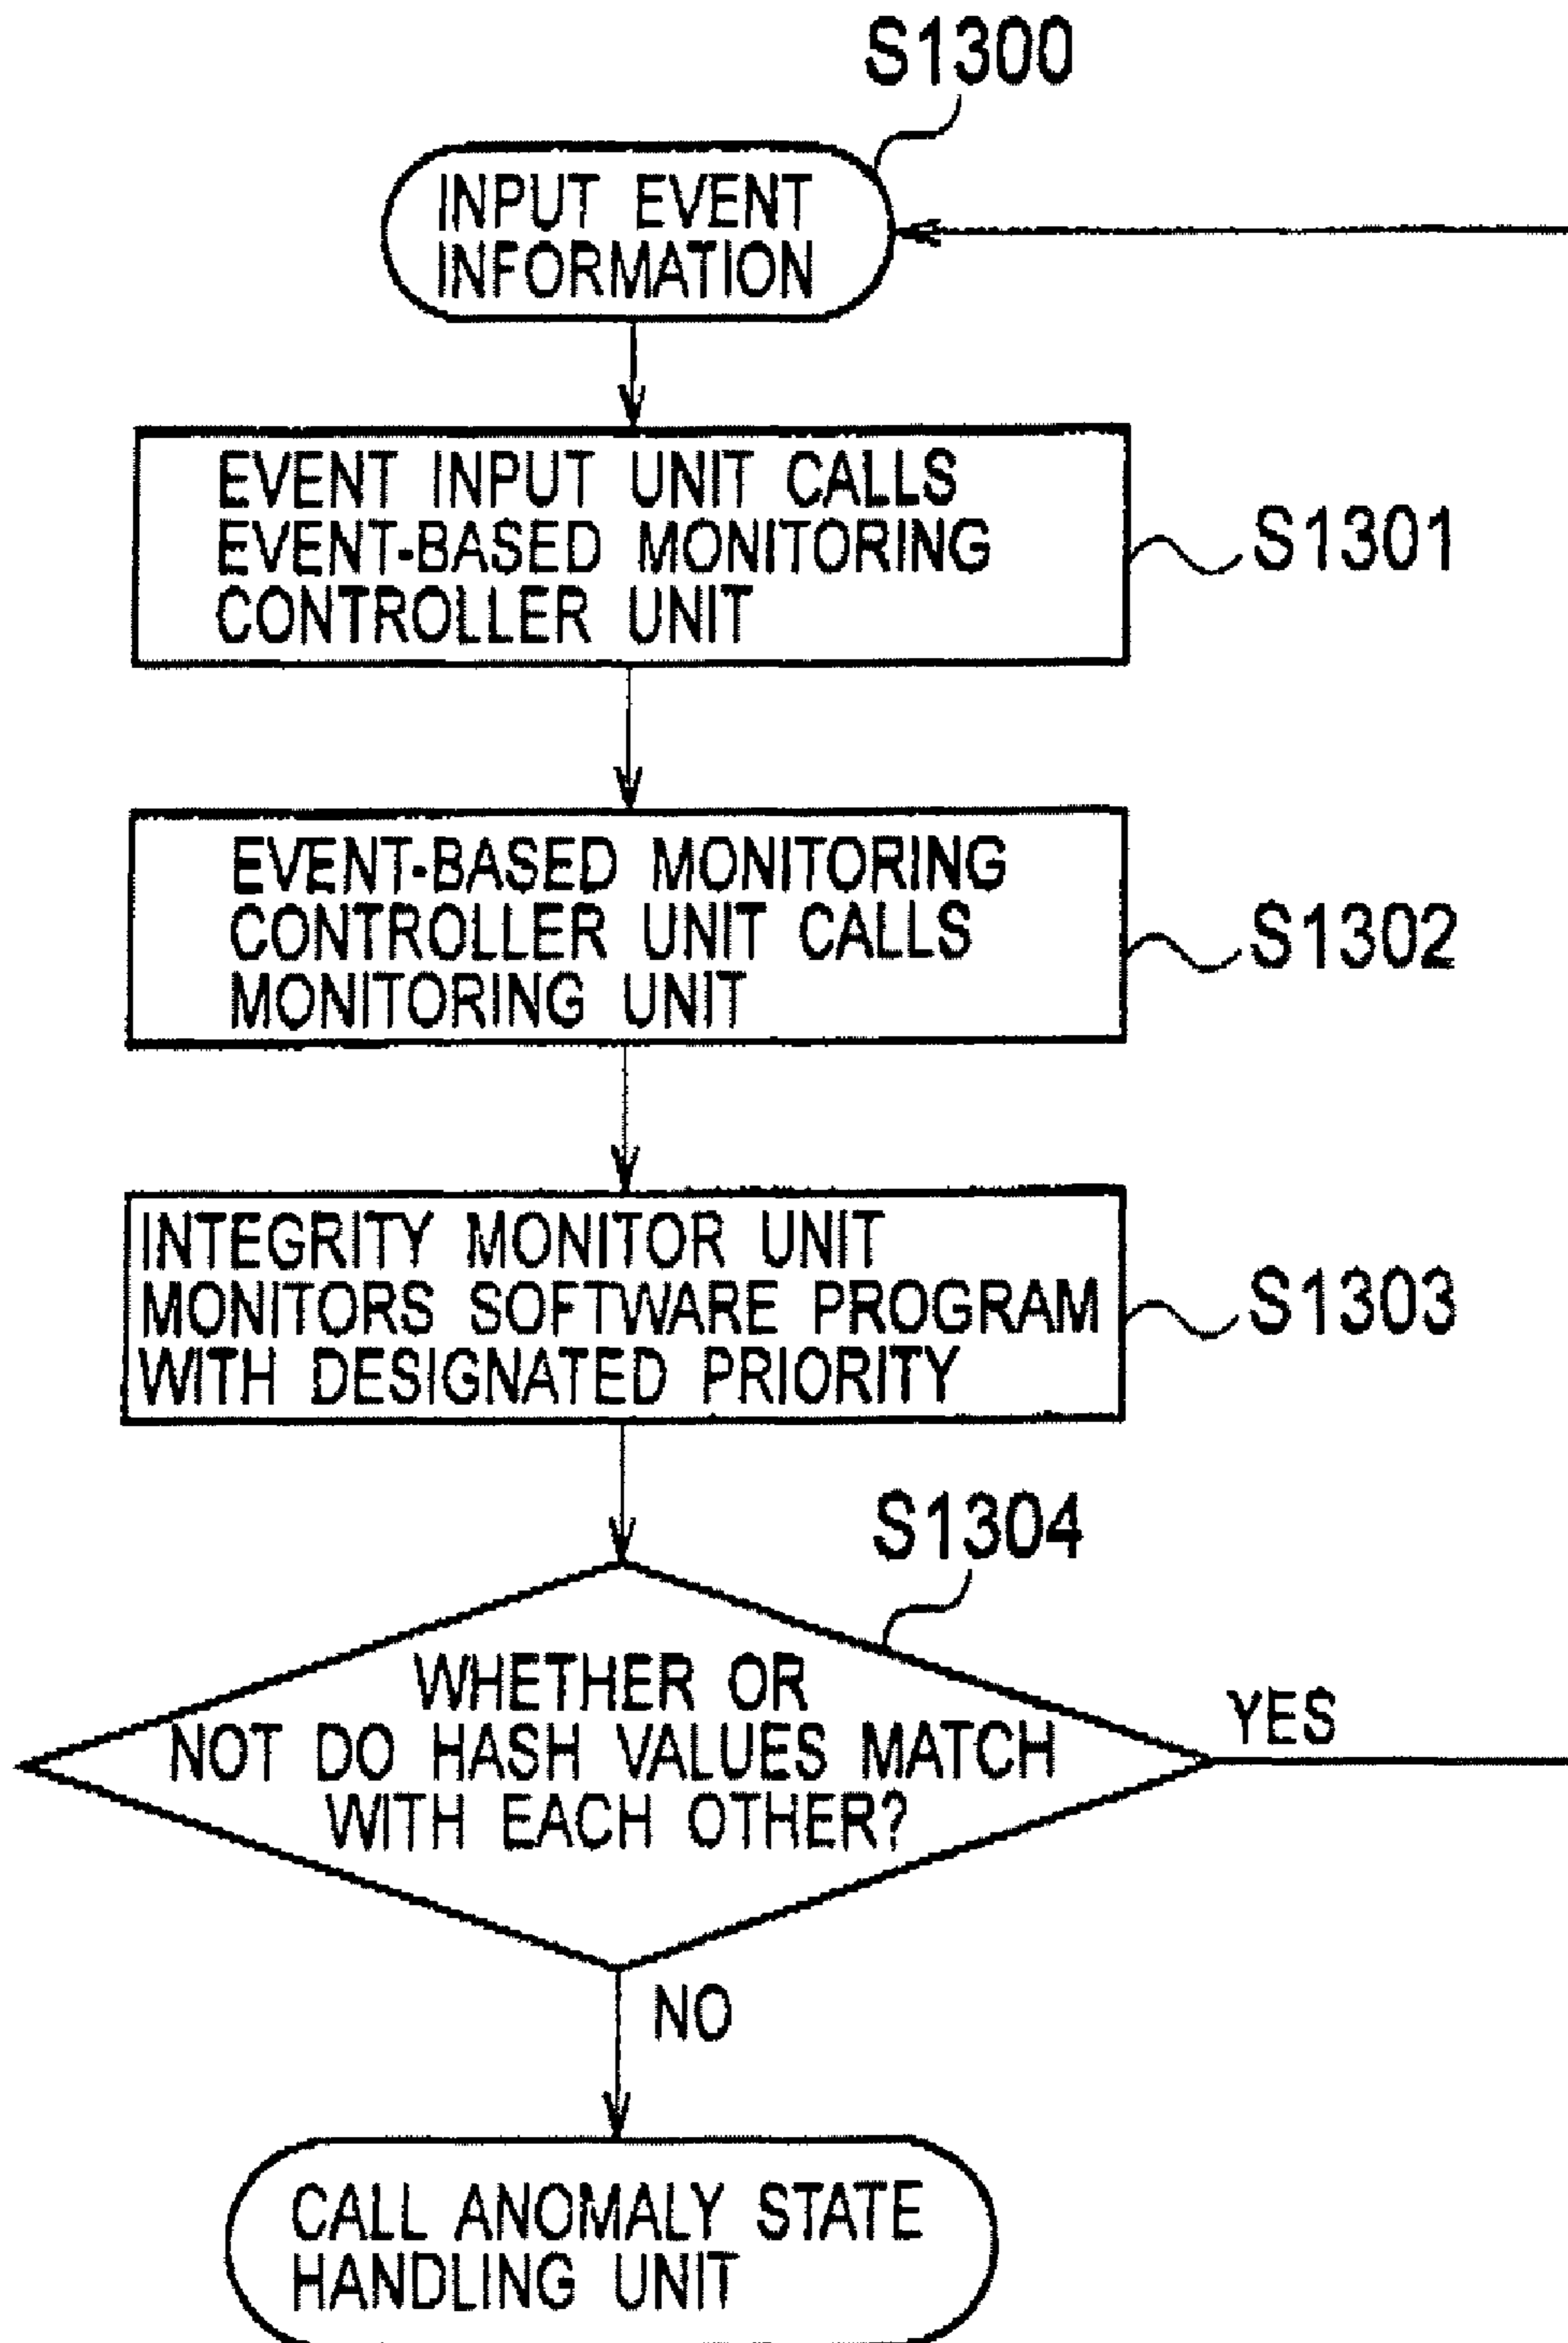 S1300
INPUT EVENT
INFORMATION
EVENT INPUT UNIT CALLS
EVENT-BASED MONITORING
CONTROLLER UNIT
S1301
EVENT-BASED MONITORING
CONTROLLER UNIT CALLS
MONITORING UNIT
S1302
INTEGRITY MONITOR UNIT
MONITORS SOFTWARE PROGRAM
WITH DESIGNATED PRIORITY
S1303
S1304
WHETHER OR
NOT DO HASH VALUES MATCH
WITH EACH OTHER?
YES
NO
CALL ANOMALY STATE
HANDLING UNIT